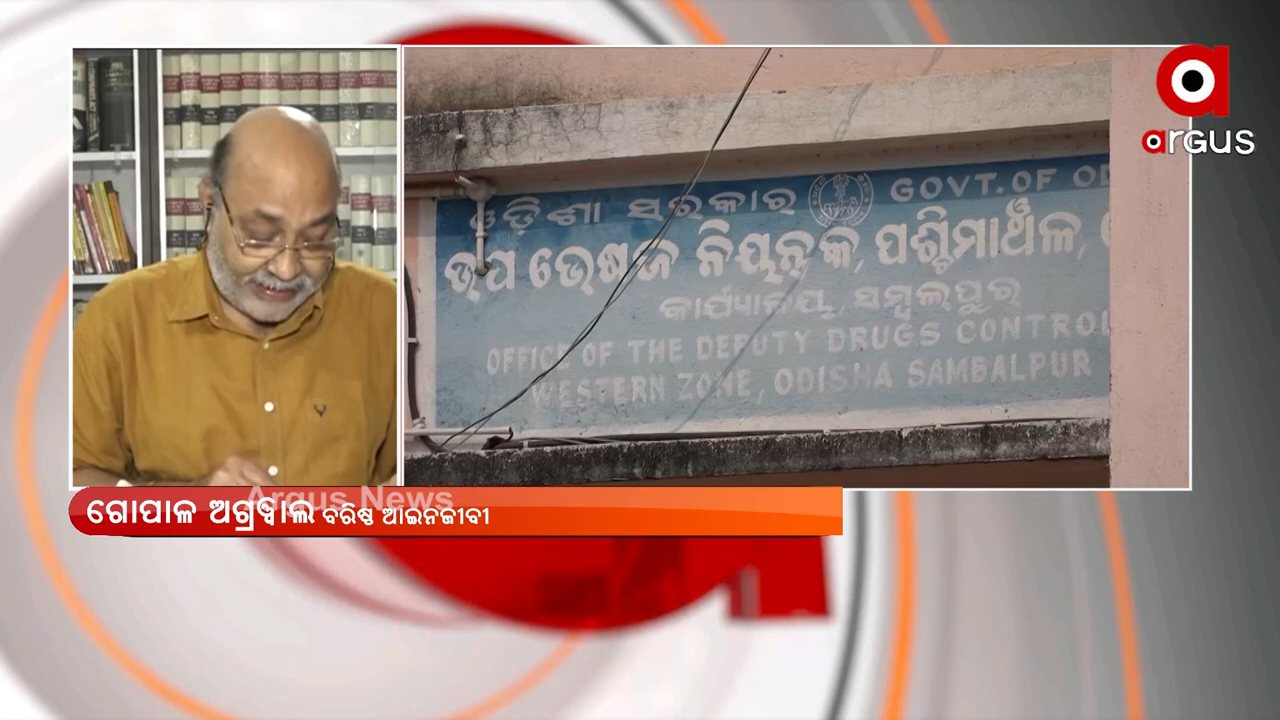 ଓଡ଼ିଶା ସରକାର GOVT. OF
ଉପ ଭେଷଜ ନିୟନ୍ତ୍ରକ, ପଶ୍ଚିମାଞ୍ଚଳ,
କାର୍ଯ୍ୟାଳୟ, ସମ୍ବଲପୁର
OFFICE OF THE DEPUTY DRUGS CONTROL
WESTERN ZONE, ODISHA SAMBALPUR
argus
Argus News
ଗୋପାଳ ଅଗ୍ରୱାଲ ବରିଷ୍ଠ ଆଇନଜୀବୀ